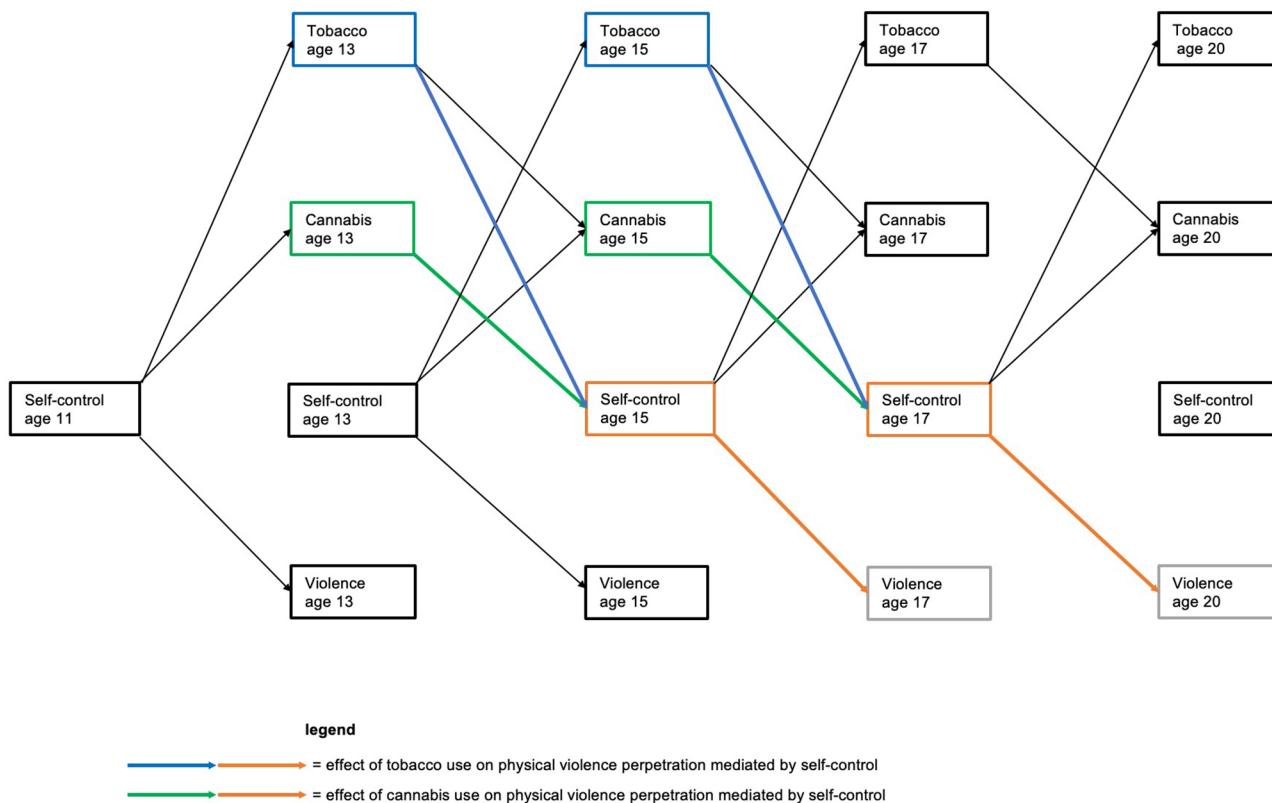 Tobacco
age 13
Tobacco
age 15
Tobacco
age 17
Tobacco
age 20
Cannabis
age 13
Cannabis
age 15
Cannabis
age 17
Cannabis
age 20
Self-control
age 11
Self-control
age 13
Self-control
age 15
Self-control
age 17
Self-control
age 20
Violence
age 13
Violence
age 15
Violence
age 17
Violence
age 20
legend
= effect of tobacco use on physical violence perpetration mediated by self-control
= effect of cannabis use on physical violence perpetration mediated by self-control